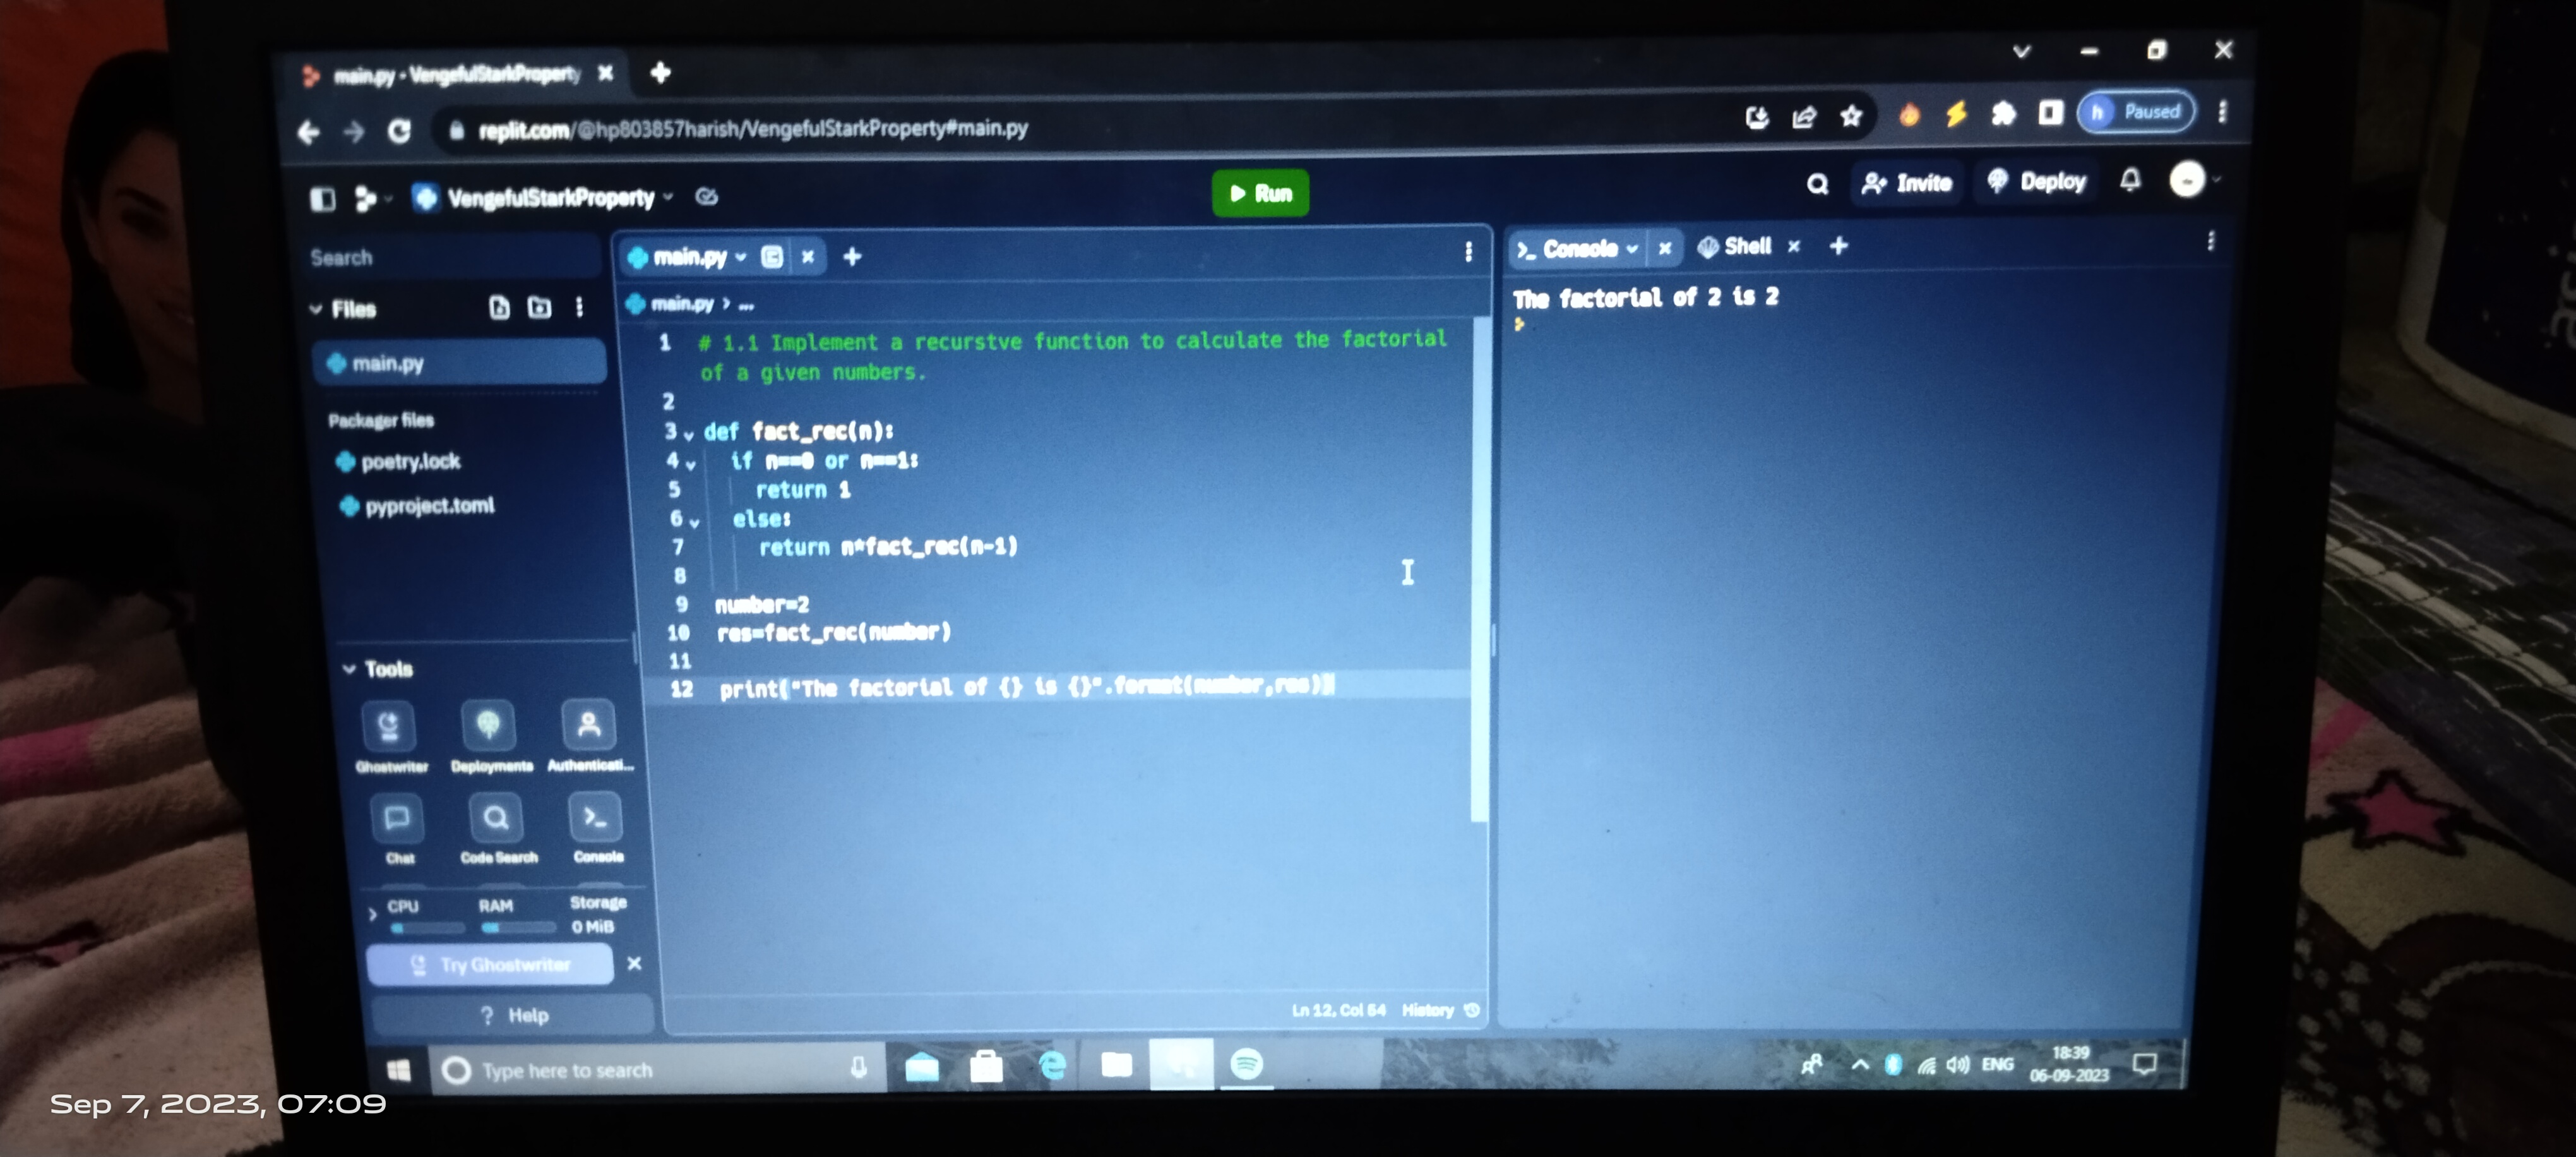 main.py - VengefulStarkProperty
replit.com/@hp803857harish/VengefulStarkProperty#main.py
Paused
VengefulStarkProperty
Run
Invite
Deploy
Search
Files
main.py
Packager files
poetry.lock
pyproject.toml
Tools
Ghostwriter Deployments Authenticati...
Chat Code Search Console
CPU RAM Storage
0 MiB
Try Ghostwriter
? Help
main.py
main.py > ...
1 # 1.1 Implement a recurstve function to calculate the factorial
of a given numbers.
2
3 def fact_rec(n):
4 if n==0 or n==1:
5 return 1
6 else:
7 return n*fact_rec(n-1)
8
9 number=2
10 res=fact_rec(number)
11
12 print("The factorial of {} is {}".format(number,res))
Ln 12, Col 54 History
>_ Console
Shell
The factorial of 2 is 2
Type here to search
ENG
18:39
06-09-2023
Sep 7, 2023, 07:09